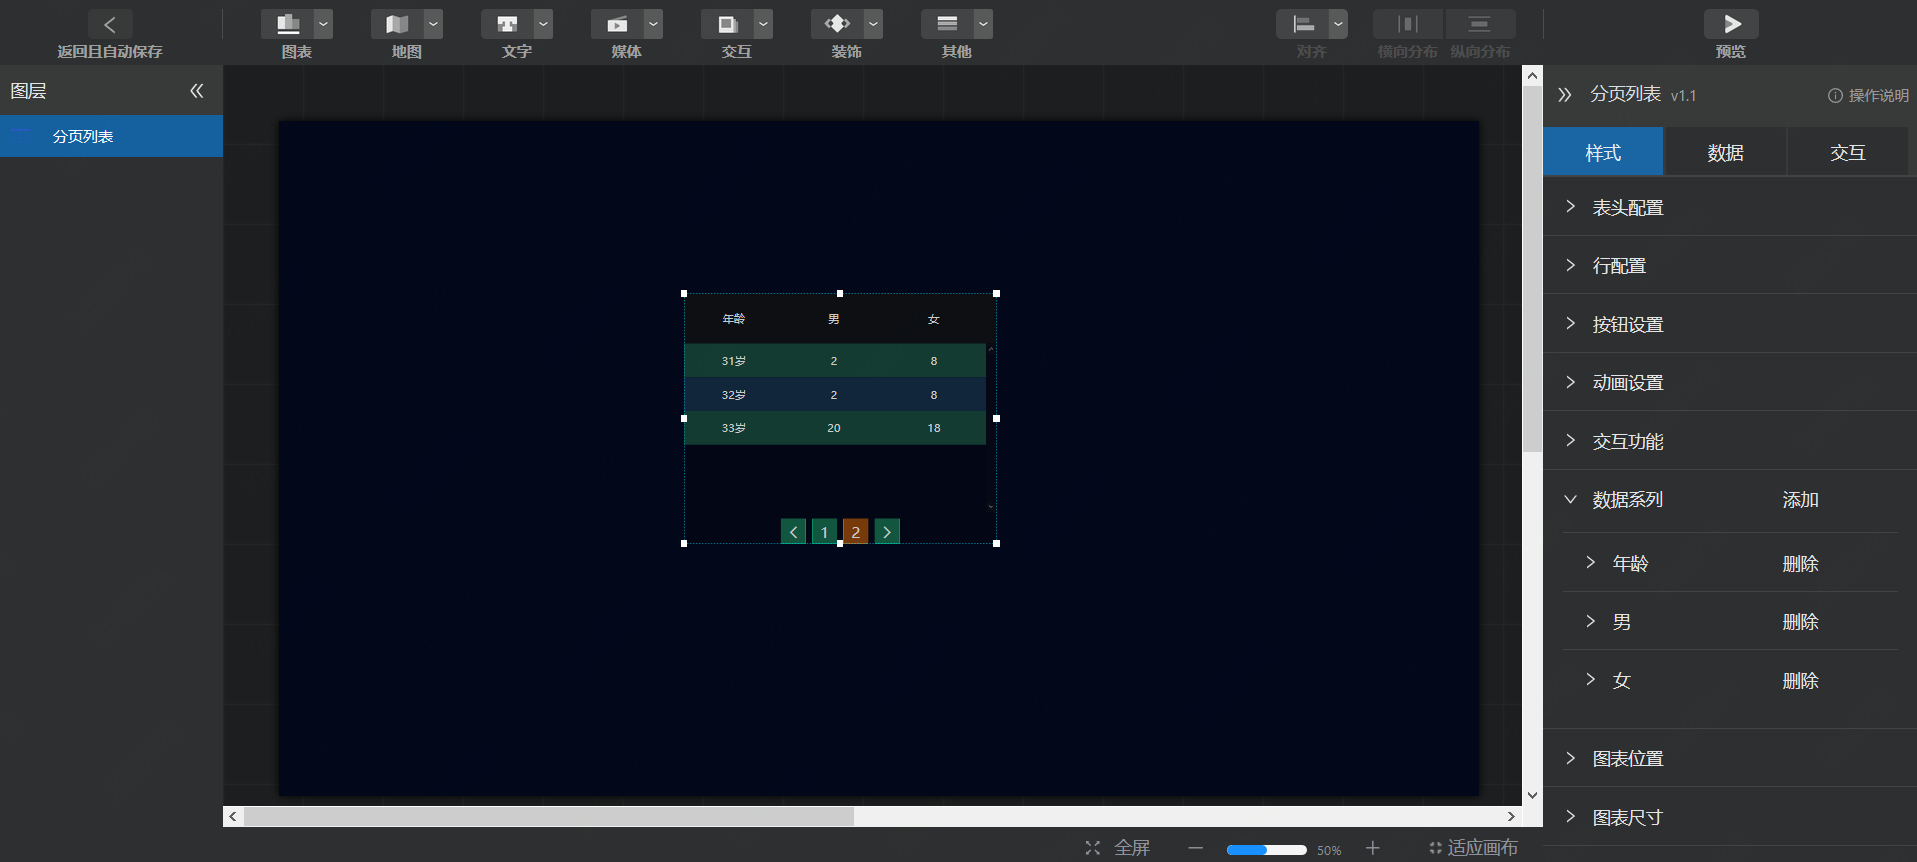 返回且自动保存
图表
地图
文字
媒体
交互
装饰
其他
对齐
横向分布
纵向分布
预览
图层
分页列表
年龄 男 女
31岁 2 8
32岁 2 8
33岁 20 18
1 2
全屏
50%
适应画布
分页列表 v1.1
操作说明
样式 数据 交互
表头配置
行配置
按钮设置
动画设置
交互功能
数据系列 添加
年龄 删除
男 删除
女 删除
图表位置
图表尺寸